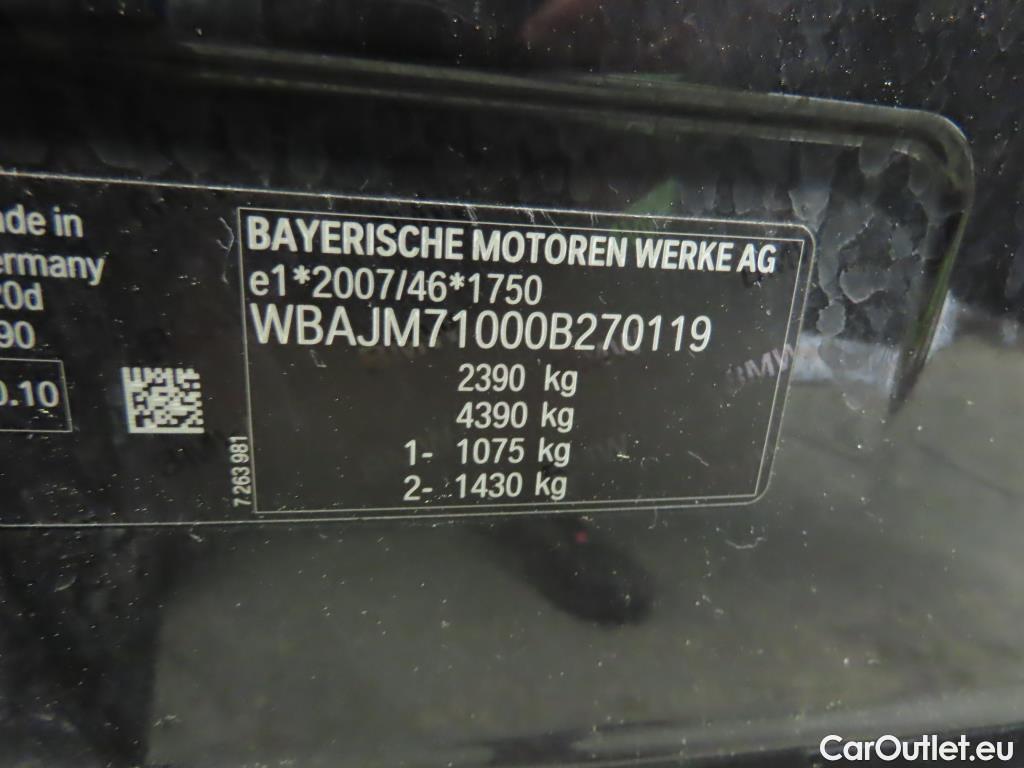 ade in
ermany
20d
90
0.10
7 263 981
BAYERISCHE MOTOREN WERKE AG
e1*2007/46*1750
WBAJM71000B270119
2390 kg
4390 kg
1- 1075 kg
2- 1430 kg
BMW
CarOutlet.eu